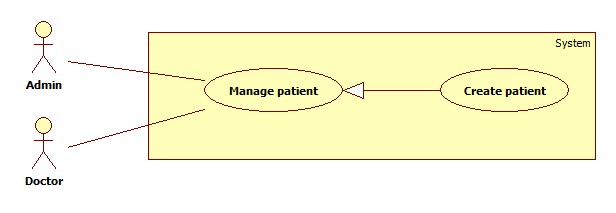 System
Admin
Manage patient
Create patient
Doctor